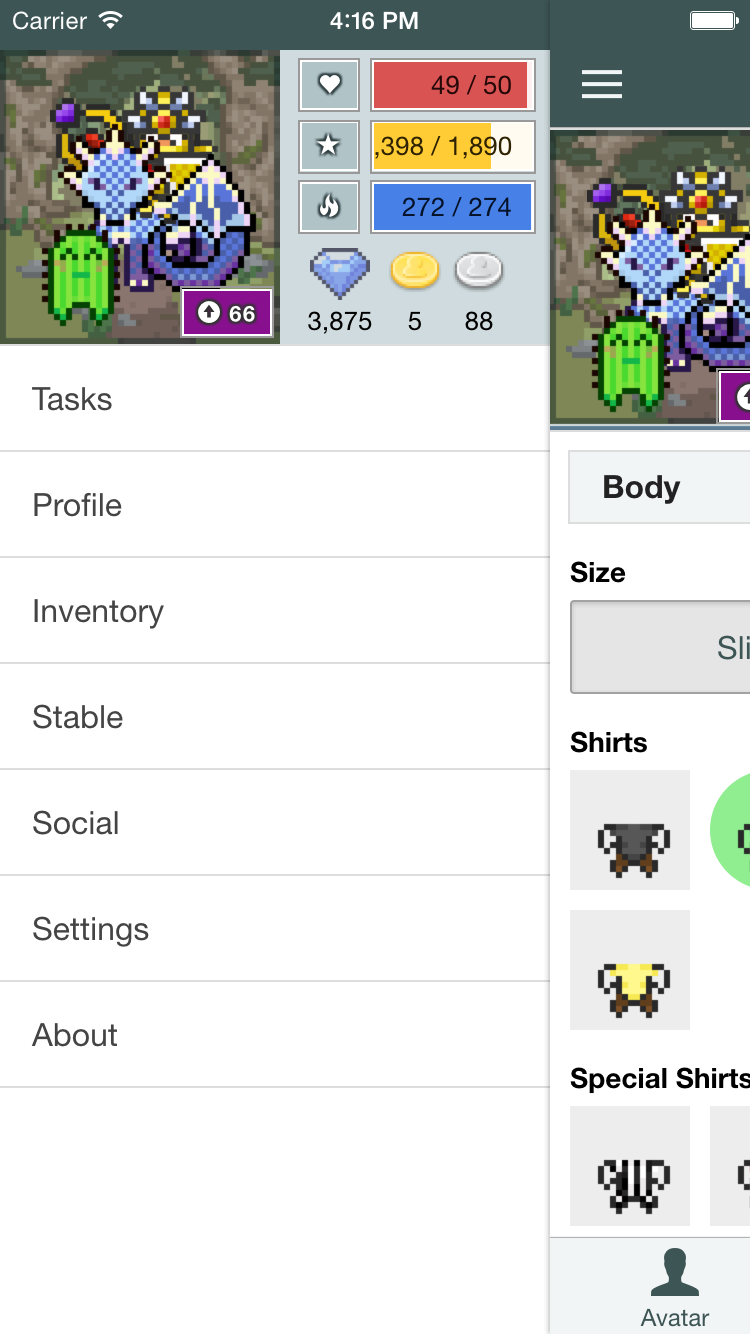 Carrier 4:16 PM
49 / 50
,398 / 1,890
272 / 274
66
3,875 5 88
Tasks
Profile
Inventory
Stable
Social
Settings
About
Body
Size
Sli
Shirts
Special Shirts
Avatar